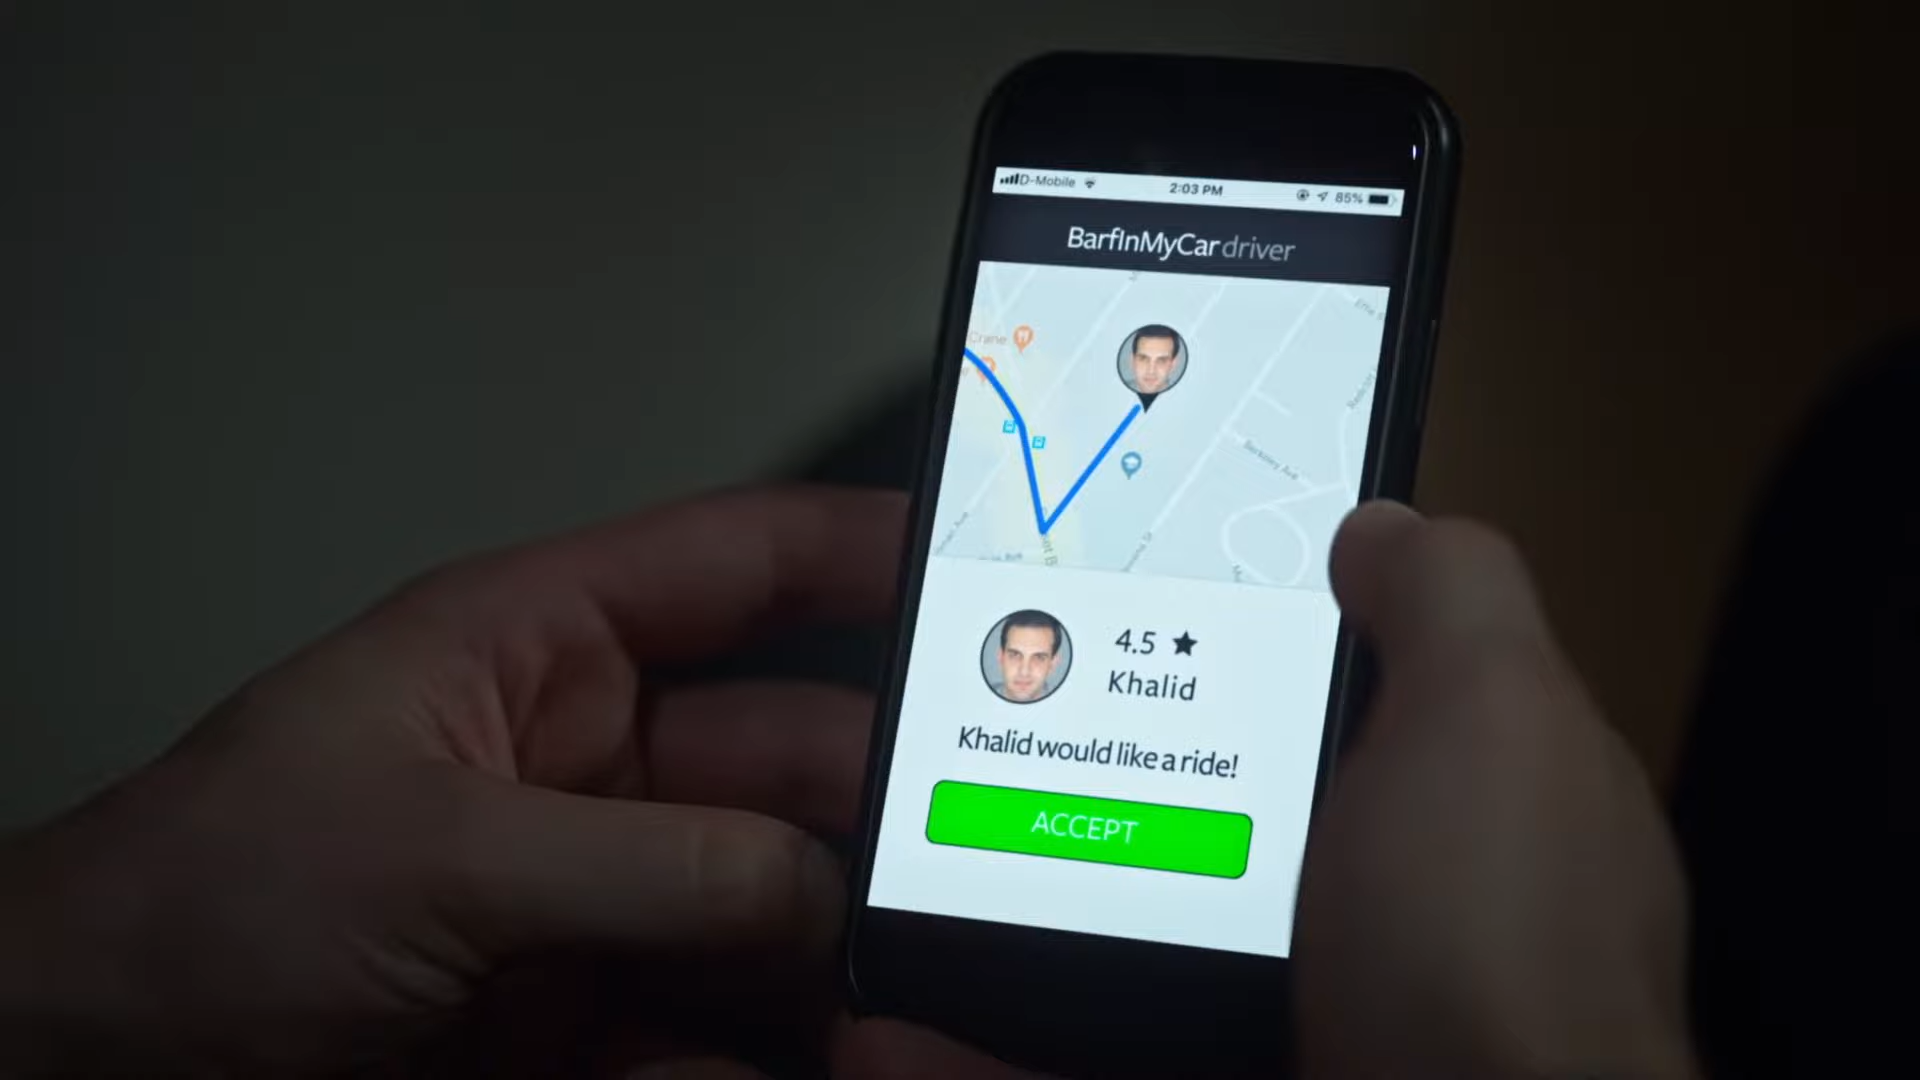 D-Mobile 2:03 PM 85%
BarfInMyCar driver
Crane
Berkeley Ave
4.5 ★
Khalid
Khalid would like a ride!
ACCEPT